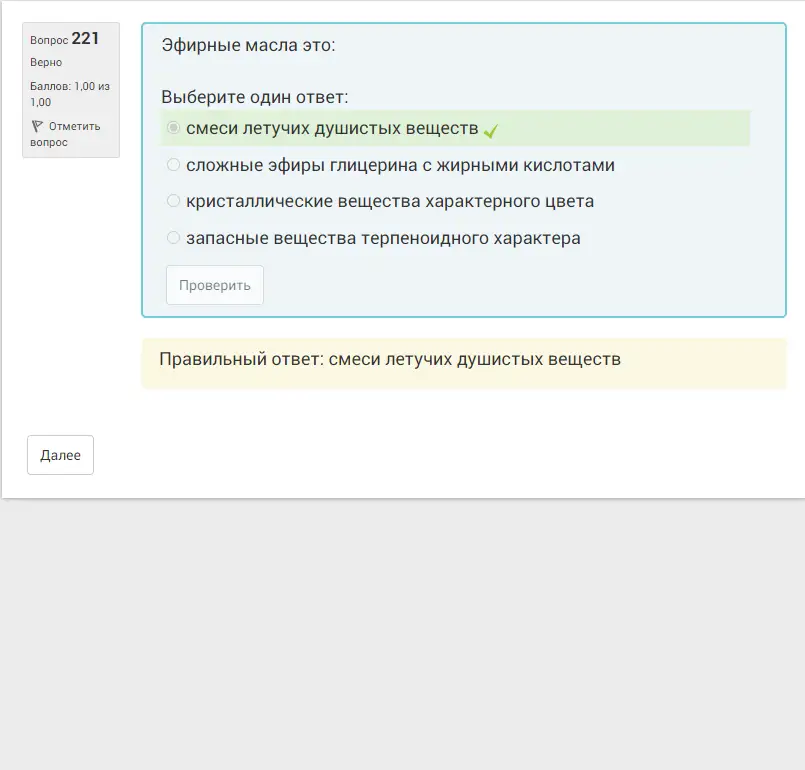 Вопрос 221
Верно
Баллов: 1,00 из
1,00
Отметить
вопрос
Эфирные масла это:
Выберите один ответ:
смеси летучих душистых веществ
сложные эфиры глицерина с жирными кислотами
кристаллические вещества характерного цвета
запасные вещества терпеноидного характера
Проверить
Правильный ответ: смеси летучих душистых веществ
Далее